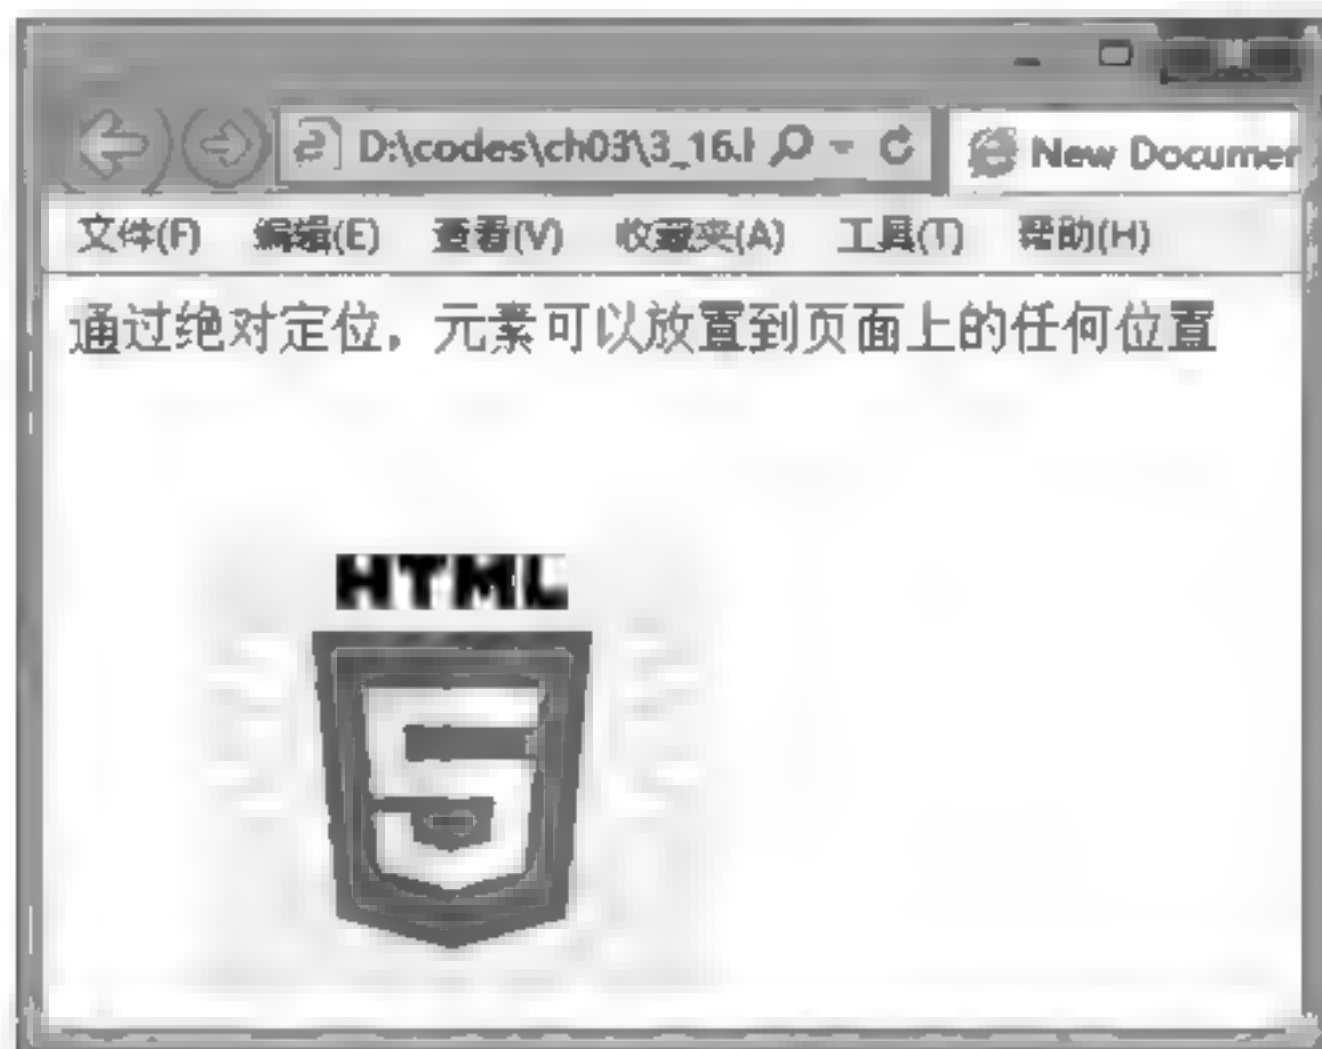 D:\codes\ch03\3_16.h New Documen
文件(F) 编辑(E) 查看(V) 收藏夹(A) 工具(T) 帮助(H)
通过绝对定位，元素可以放置到页面上的任何位置
HTML
5